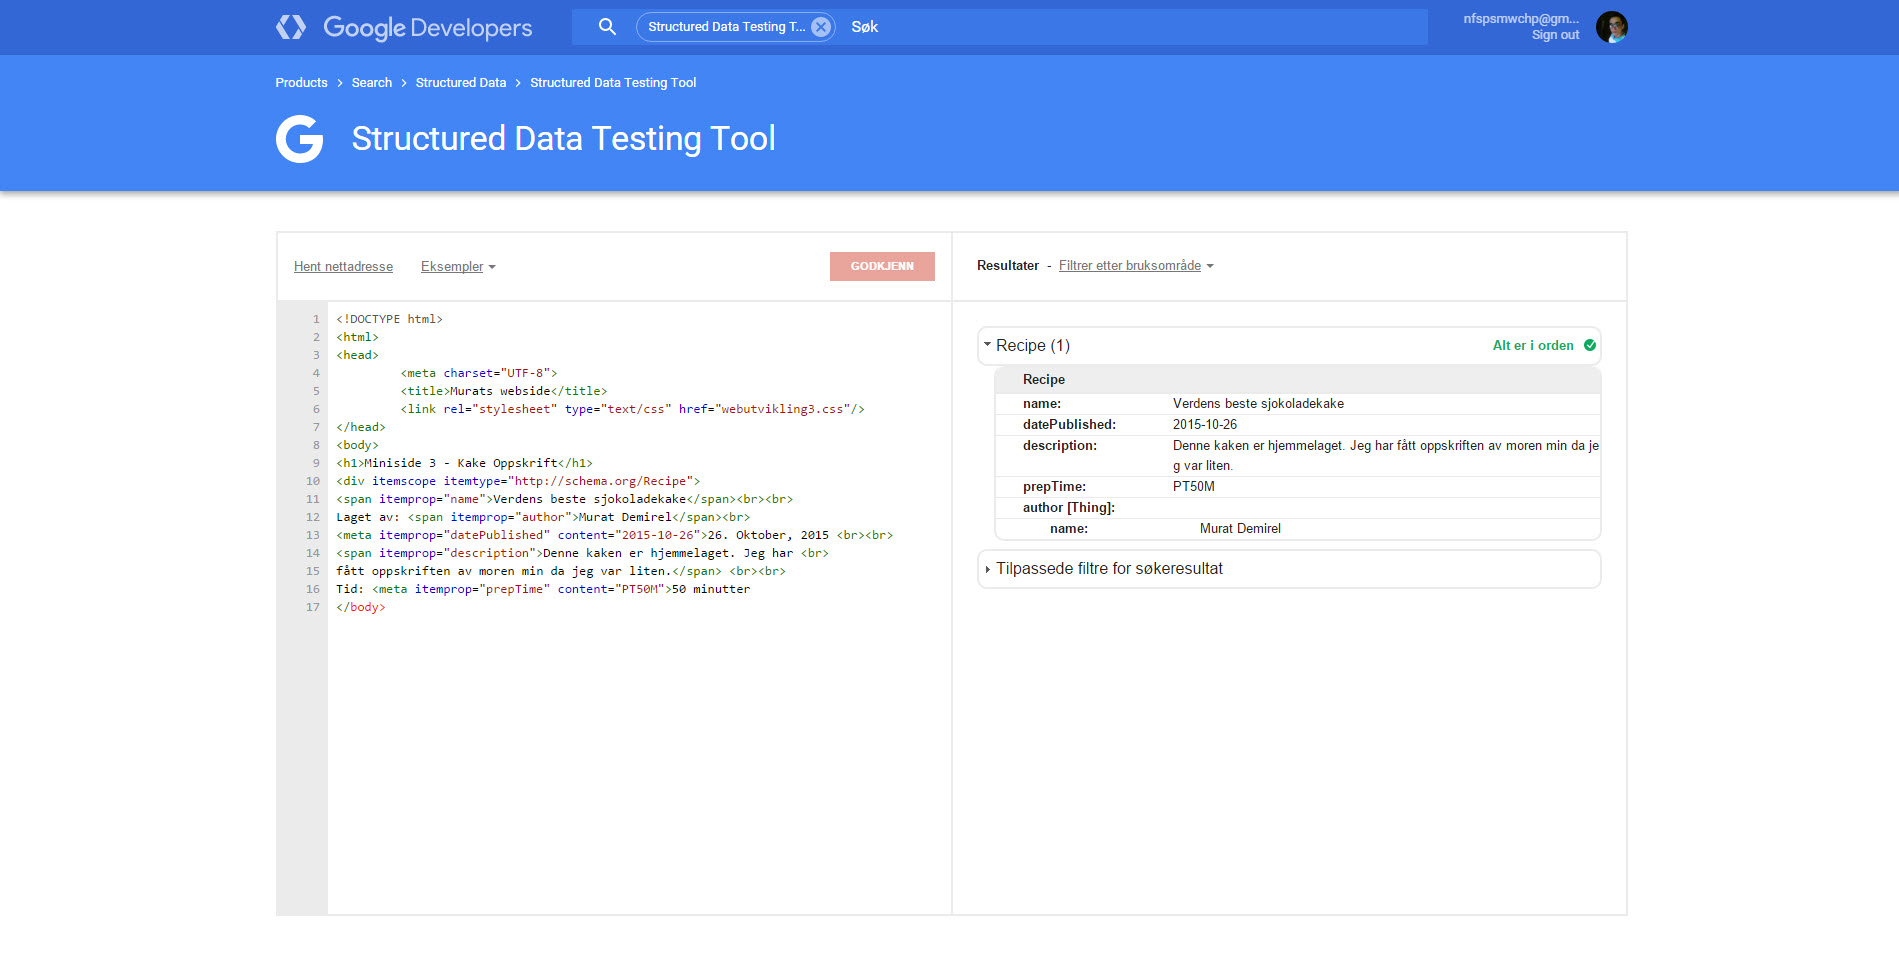 Google Developers
Structured Data Testing T...
Søk
nfspsmwchp@gm...
Sign out
Products > Search > Structured Data > Structured Data Testing Tool
G Structured Data Testing Tool
Hent nettadresse
Eksempler
GODKJENN
1 <!DOCTYPE html>
2 <html>
3 <head>
4 <meta charset="UTF-8">
5 <title>Murats webside</title>
6 <link rel="stylesheet" type="text/css" href="webutvikling3.css"/>
7 </head>
8 <body>
9 <h1>Miniside 3 - Kake Oppskrift</h1>
10 <div itemscope itemtype="http://schema.org/Recipe">
11 <span itemprop="name">Verdens beste sjokoladekake</span><br><br>
12 Laget av: <span itemprop="author">Murat Demirel</span><br>
13 <meta itemprop="datePublished" content="2015-10-26">26. Oktober, 2015 <br><br>
14 <span itemprop="description">Denne kaken er hjemmelaget. Jeg har <br>
15 fått oppskriften av moren min da jeg var liten.</span> <br><br>
16 Tid: <meta itemprop="prepTime" content="PT50M">50 minutter
17 </body>
Resultater - Filtrer etter bruksområde
Recipe (1)
Alt er i orden
Recipe
name: Verdens beste sjokoladekake
datePublished: 2015-10-26
description: Denne kaken er hjemmelaget. Jeg har fått oppskriften av moren min da je
g var liten.
prepTime: PT50M
author [Thing]:
name: Murat Demirel
Tilpassede filtre for søkeresultat